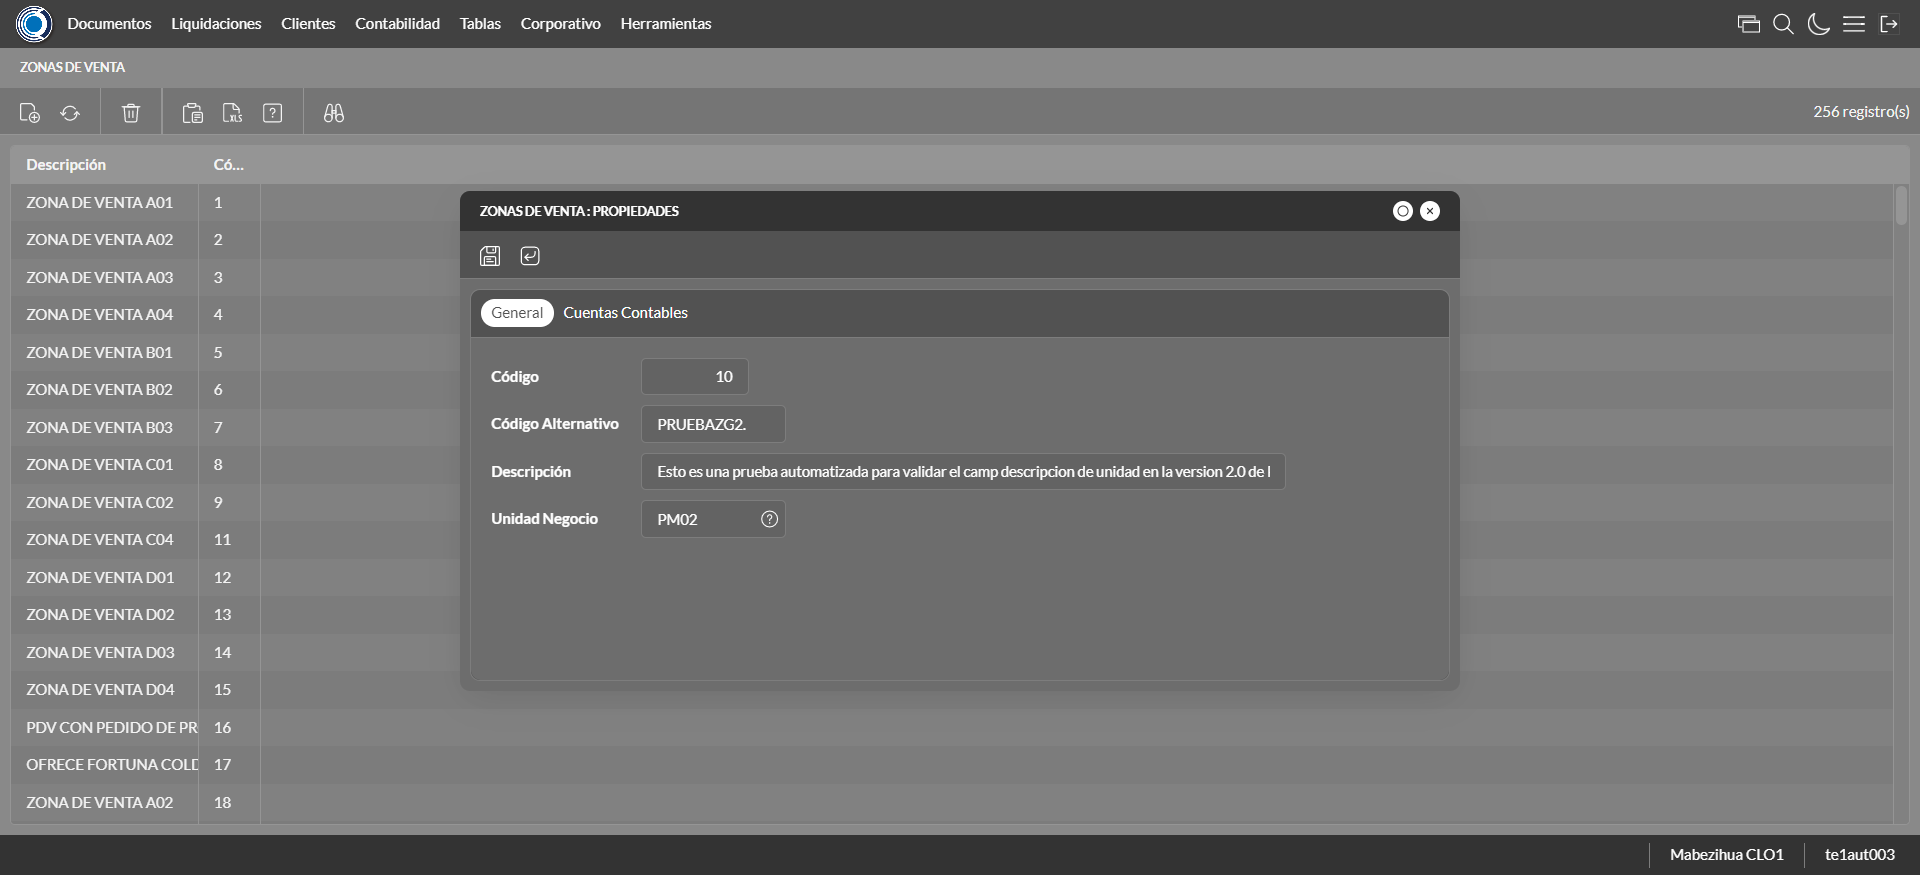 Documentos Liquidaciones Clientes Contabilidad Tablas Corporativo Herramientas
ZONAS DE VENTA
XLS ? 256 registro(s)
Descripción Có...
ZONA DE VENTA A01 1
ZONA DE VENTA A02 2
ZONA DE VENTA A03 3
ZONA DE VENTA A04 4
ZONA DE VENTA B01 5
ZONA DE VENTA B02 6
ZONA DE VENTA B03 7
ZONA DE VENTA C01 8
ZONA DE VENTA C02 9
ZONA DE VENTA C04 11
ZONA DE VENTA D01 12
ZONA DE VENTA D02 13
ZONA DE VENTA D03 14
ZONA DE VENTA D04 15
PDV CON PEDIDO DE PR 16
OFRECE FORTUNA COLD 17
ZONA DE VENTA A02 18
ZONAS DE VENTA : PROPIEDADES
General Cuentas Contables
Código 10
Código Alternativo PRUEBAZG2.
Descripción Esto es una prueba automatizada para validar el camp descripcion de unidad en la version 2.0 de
Unidad Negocio PM02 ?
Mabezihua CLO1 te1aut003